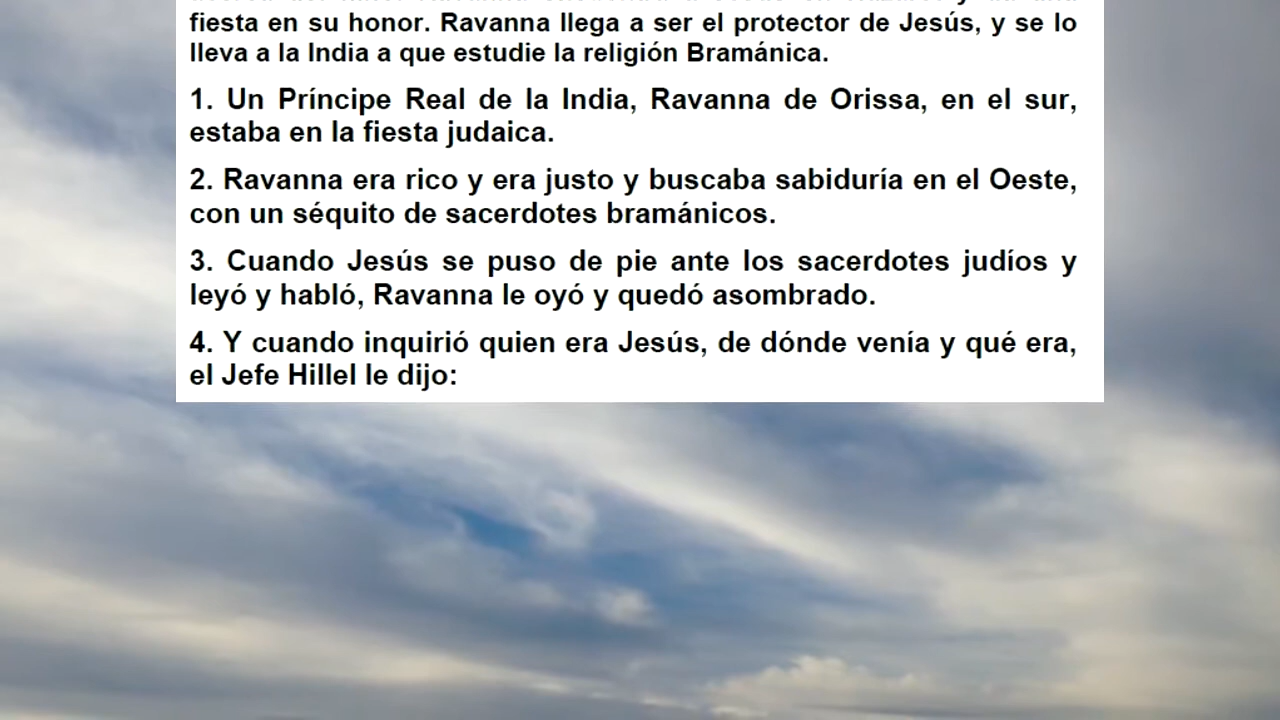 fiesta en su honor. Ravanna llega a ser el protector de Jesús, y se lo
lleva a la India a que estudie la religión Bramánica.
1. Un Príncipe Real de la India, Ravanna de Orissa, en el sur,
estaba en la fiesta judaica.
2. Ravanna era rico y era justo y buscaba sabiduría en el Oeste,
con un séquito de sacerdotes bramánicos.
3. Cuando Jesús se puso de pie ante los sacerdotes judíos y
leyó y habló, Ravanna le oyó y quedó asombrado.
4. Y cuando inquirió quien era Jesús, de dónde venía y qué era,
el Jefe Hillel le dijo: